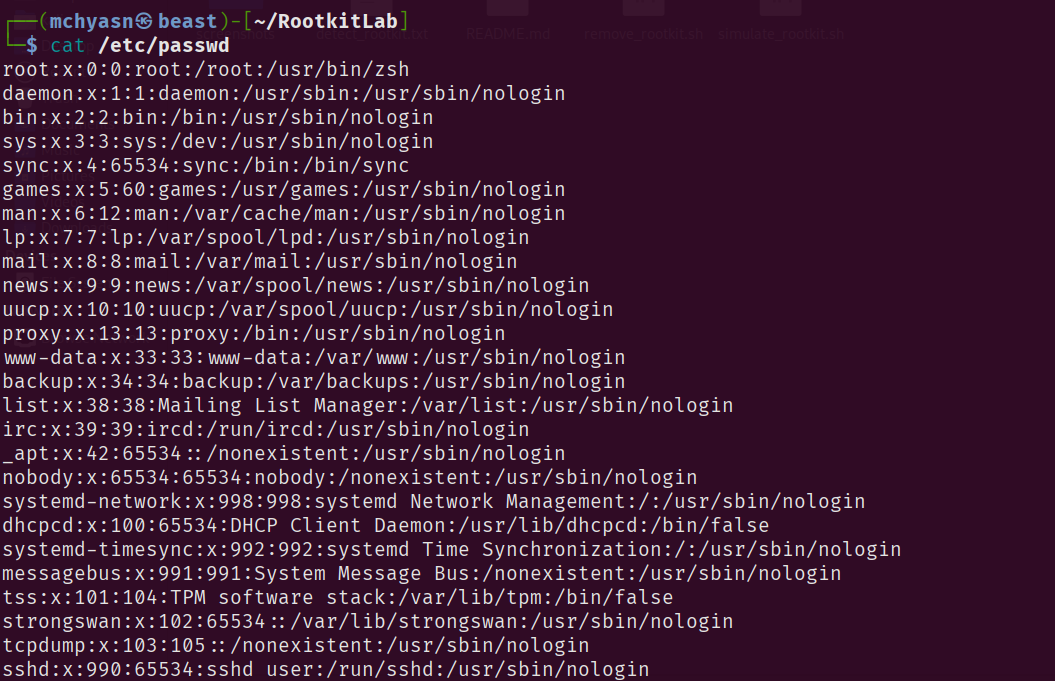 ┌──(mchyasn㉿beast)-[~/RootkitLab]
└─$ cat /etc/passwd
detect_rootkit.txt README.md remove_rootkit.sh simulate_rootkit.sh
root:x:0:0:root:/root:/usr/bin/zsh
daemon:x:1:1:daemon:/usr/sbin:/usr/sbin/nologin
bin:x:2:2:bin:/bin:/usr/sbin/nologin
sys:x:3:3:sys:/dev:/usr/sbin/nologin
sync:x:4:65534:sync:/bin:/bin/sync
games:x:5:60:games:/usr/games:/usr/sbin/nologin
man:x:6:12:man:/var/cache/man:/usr/sbin/nologin
lp:x:7:7:lp:/var/spool/lpd:/usr/sbin/nologin
mail:x:8:8:mail:/var/mail:/usr/sbin/nologin
news:x:9:9:news:/var/spool/news:/usr/sbin/nologin
uucp:x:10:10:uucp:/var/spool/uucp:/usr/sbin/nologin
proxy:x:13:13:proxy:/bin:/usr/sbin/nologin
www-data:x:33:33:www-data:/var/www:/usr/sbin/nologin
backup:x:34:34:backup:/var/backups:/usr/sbin/nologin
list:x:38:38:Mailing List Manager:/var/list:/usr/sbin/nologin
irc:x:39:39:ircd:/run/ircd:/usr/sbin/nologin
_apt:x:42:65534::/nonexistent:/usr/sbin/nologin
nobody:x:65534:65534:nobody:/nonexistent:/usr/sbin/nologin
systemd-network:x:998:998:systemd Network Management:/:/usr/sbin/nologin
dhcpcd:x:100:65534:DHCP Client Daemon:/usr/lib/dhcpcd:/bin/false
systemd-timesync:x:992:992:systemd Time Synchronization:/:/usr/sbin/nologin
messagebus:x:991:991:System Message Bus:/nonexistent:/usr/sbin/nologin
tss:x:101:104:TPM software stack:/var/lib/tpm:/bin/false
strongswan:x:102:65534::/var/lib/strongswan:/usr/sbin/nologin
tcpdump:x:103:105::/nonexistent:/usr/sbin/nologin
sshd:x:990:65534:sshd user:/run/sshd:/usr/sbin/nologin